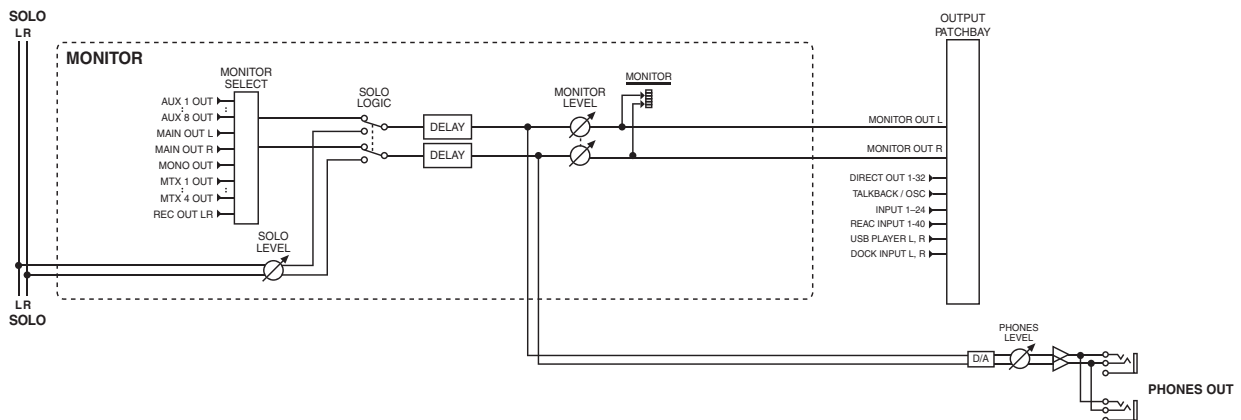 SOLO
LR
MONITOR
MONITOR
SELECT
AUX 1 OUT
AUX 8 OUT
MAIN OUT L
MAIN OUT R
MONO OUT
MTX 1 OUT
MTX 4 OUT
REC OUT LR
SOLO
LEVEL
SOLO
LOGIC
DELAY
DELAY
MONITOR
LEVEL
MONITOR
OUTPUT
PATCHBAY
MONITOR OUT L
MONITOR OUT R
DIRECT OUT 1-32
TALKBACK / OSC
INPUT 1–24
REAC INPUT 1-40
USB PLAYER L, R
DOCK INPUT L, R
LR
SOLO
D/A
PHONES
LEVEL
PHONES OUT